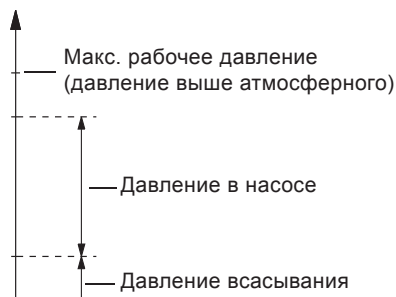 Макс. рабочее давление
(давление выше атмосферного)
Давление в насосе
Давление всасывания